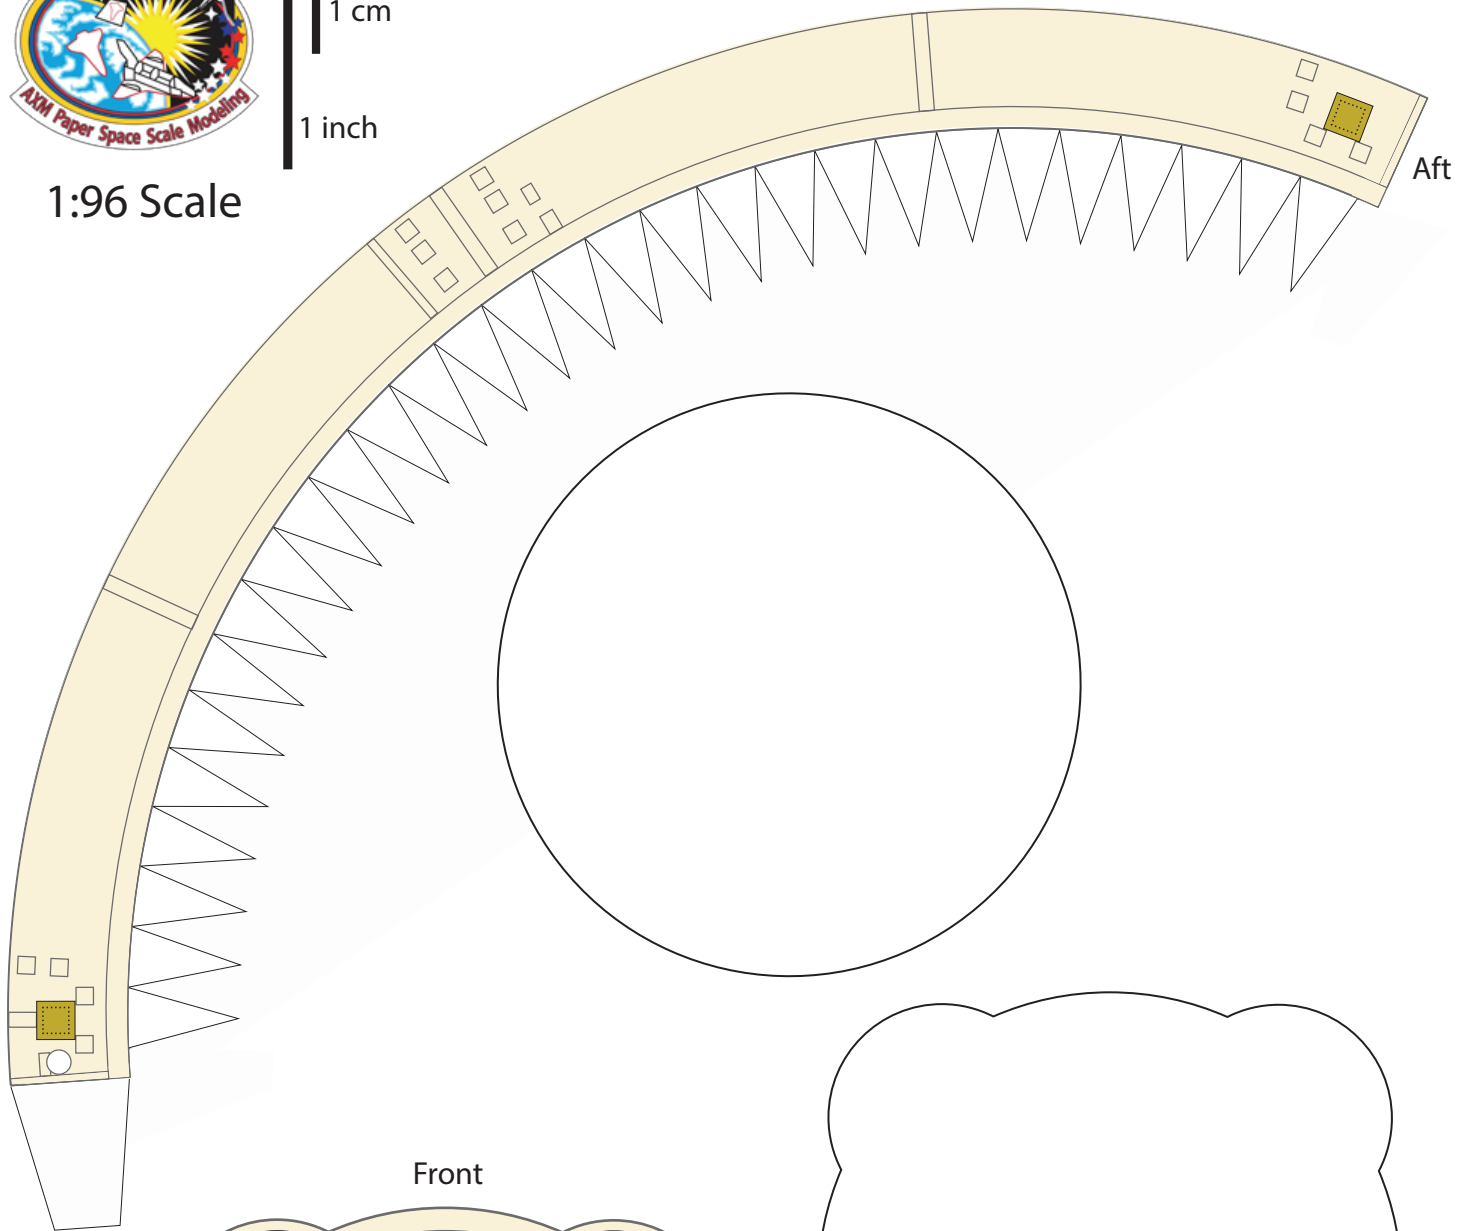 1 cm
AXM Paper Space Scale Modeling
1 inch
1:96 Scale
Aft
Front